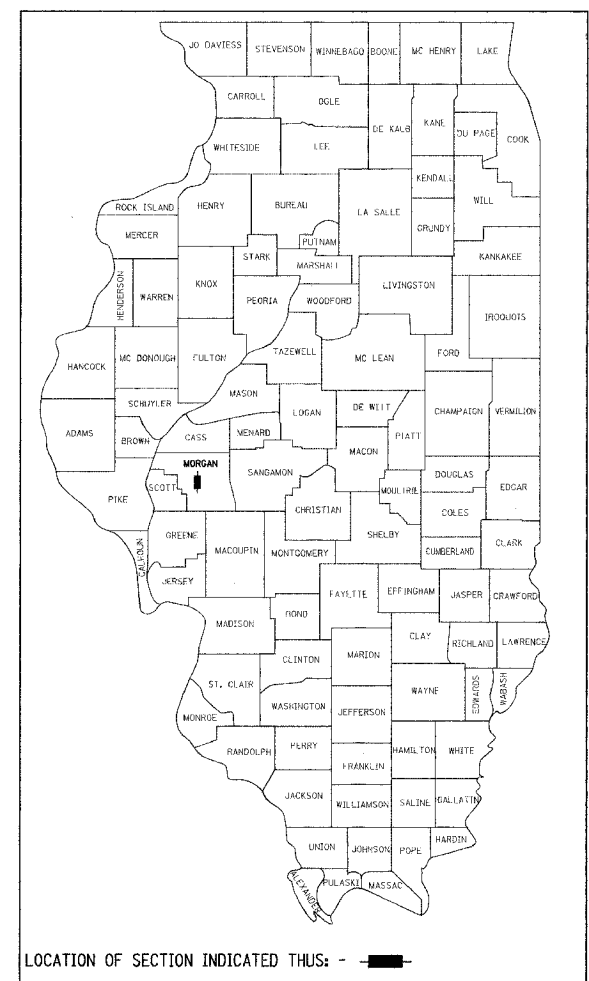 JO DAVIESS STEVENSON WINNEBAGO BOONE MC HENRY LAKE
CARROLL OGLE
DE KALB KANE DU PAGE COOK
WHITESIDE LEE
KENDALL
ROCK ISLAND HENRY BUREAU LA SALLE WILL
MERCER PUTNAM GRUNDY
STARK MARSHALL KANKAKEE
HENDERSON WARREN KNOX PEORIA WOODFORD LIVINGSTON
IROQUOIS
HANCOCK MC DONOUGH FULTON TAZEWELL MC LEAN FORD
SCHUYLER MASON
LOGAN DE WITT CHAMPAIGN VERMILION
ADAMS BROWN CASS MENARD PIATT
MACON
MORGAN
SCOTT SANGAMON DOUGLAS
PIKE MOULTRIE EDGAR
CHRISTIAN COLES
GREENE SHELBY
CALHOUN MACOUPIN MONTGOMERY CUMBERLAND CLARK
JERSEY
FAYETTE EFFINGHAM JASPER CRAWFORD
MADISON BOND
CLAY
RICHLAND LAWRENCE
CLINTON MARION
ST. CLAIR WAYNE EDWARDS WABASH
WASHINGTON JEFFERSON
MONROE
RANDOLPH PERRY HAMILTON WHITE
FRANKLIN
JACKSON WILLIAMSON SALINE GALLATIN
UNION JOHNSON POPE HARDIN
ALEXANDER PULASKI MASSAC
LOCATION OF SECTION INDICATED THUS: -